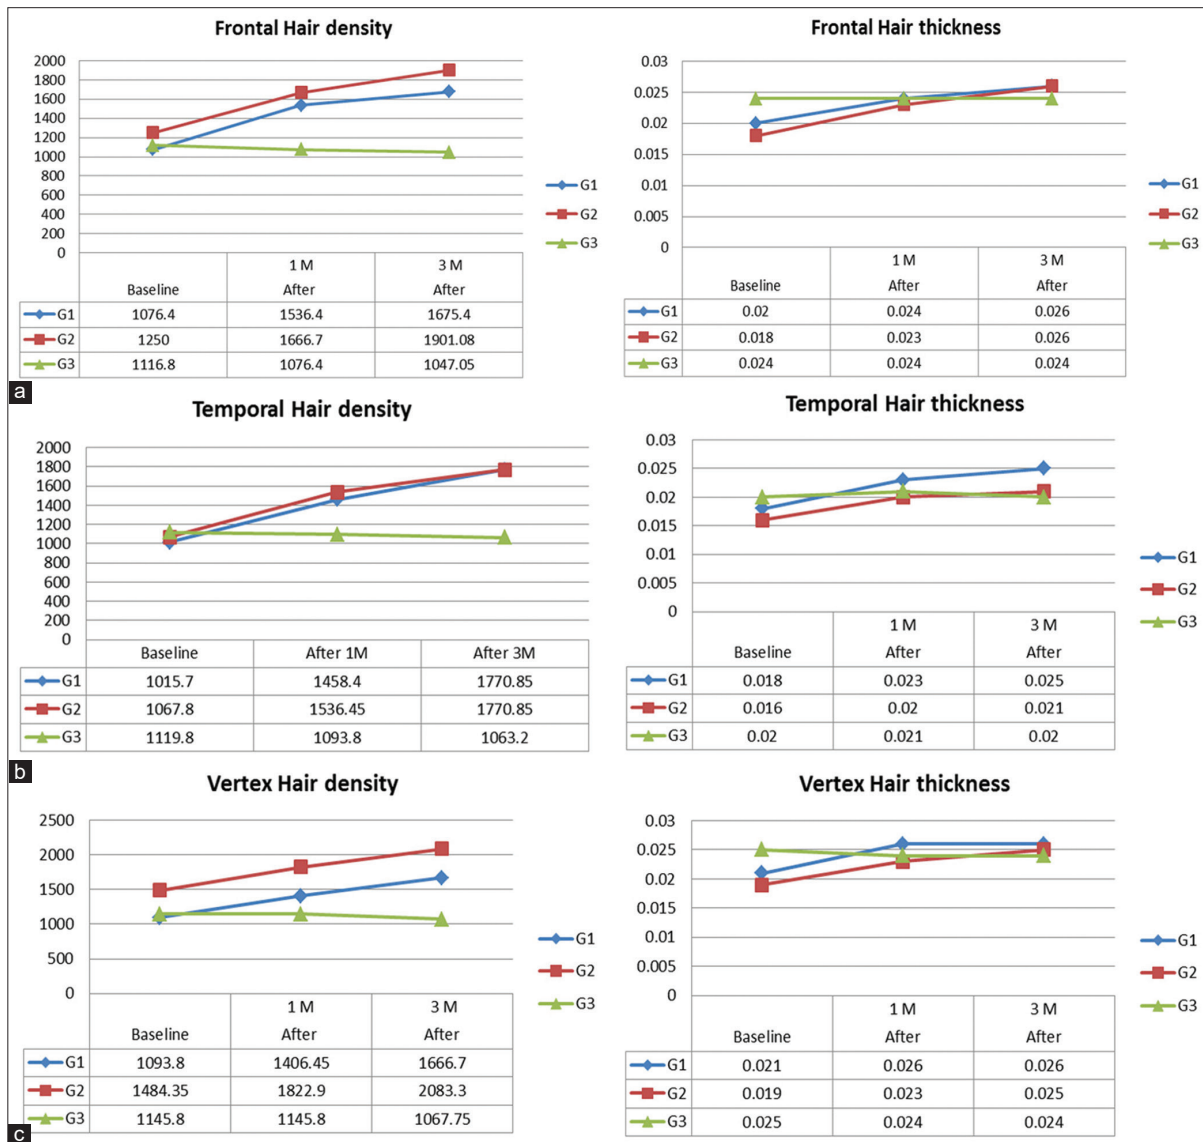 Frontal Hair density
2000
1800
1600
1400
1200
1000
800
600
400
200
0
G1
G2
G3
1 M 3 M
Baseline After After
G1 1076.4 1536.4 1675.4
G2 1250 1666.7 1901.08
G3 1116.8 1076.4 1047.05
Frontal Hair thickness
0.03
0.025
0.02
0.015
0.01
0.005
0
G1
G2
G3
1 M 3 M
Baseline After After
G1 0.02 0.024 0.026
G2 0.018 0.023 0.026
G3 0.024 0.024 0.024
a
Temporal Hair density
2000
1800
1600
1400
1200
1000
800
600
400
200
0
Baseline After 1M After 3M
G1 1015.7 1458.4 1770.85
G2 1067.8 1536.45 1770.85
G3 1119.8 1093.8 1063.2
Temporal Hair thickness
0.03
0.025
0.02
0.015
0.01
0.005
0
G1
G2
G3
1 M 3 M
Baseline After After
G1 0.018 0.023 0.025
G2 0.016 0.02 0.021
G3 0.02 0.021 0.02
b
Vertex Hair density
2500
2000
1500
1000
500
0
G1
G2
G3
1 M 3 M
Baseline After After
G1 1093.8 1406.45 1666.7
G2 1484.35 1822.9 2083.3
G3 1145.8 1145.8 1067.75
Vertex Hair thickness
0.03
0.025
0.02
0.015
0.01
0.005
0
G1
G2
G3
1 M 3 M
Baseline After After
G1 0.021 0.026 0.026
G2 0.019 0.023 0.025
G3 0.025 0.024 0.024
c